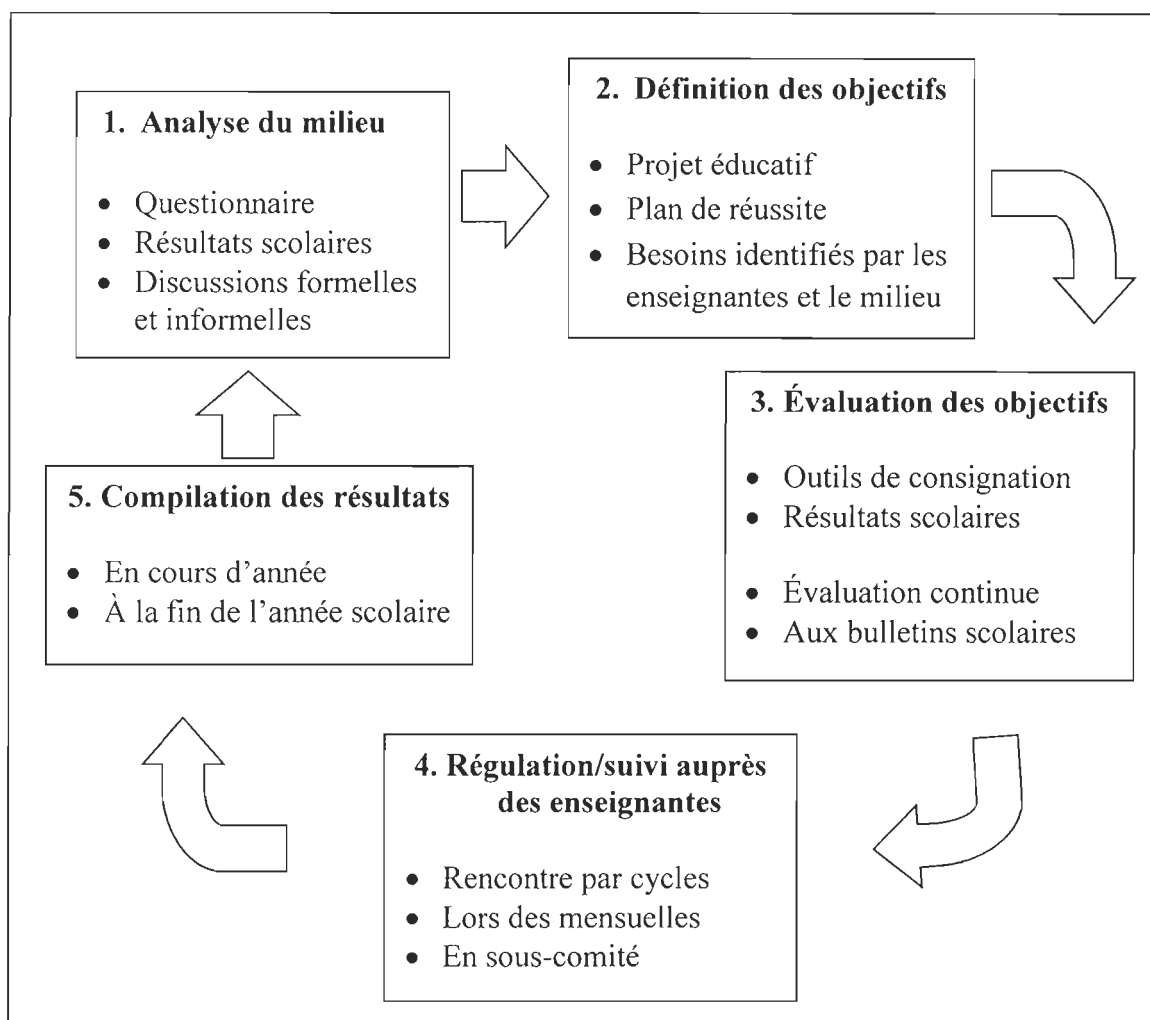 1. Analyse du milieu
• Questionnaire
• Résultats scolaires
• Discussions formelles
et informelles
2. Définition des objectifs
• Projet éducatif
• Plan de réussite
• Besoins identifiés par les
enseignantes et le milieu
3. Évaluation des objectifs
• Outils de consignation
• Résultats scolaires
• Évaluation continue
• Aux bulletins scolaires
4. Régulation/suivi auprès
des enseignantes
• Rencontre par cycles
• Lors des mensuelles
• En sous-comité
5. Compilation des résultats
• En cours d'année
• À la fin de l'année scolaire